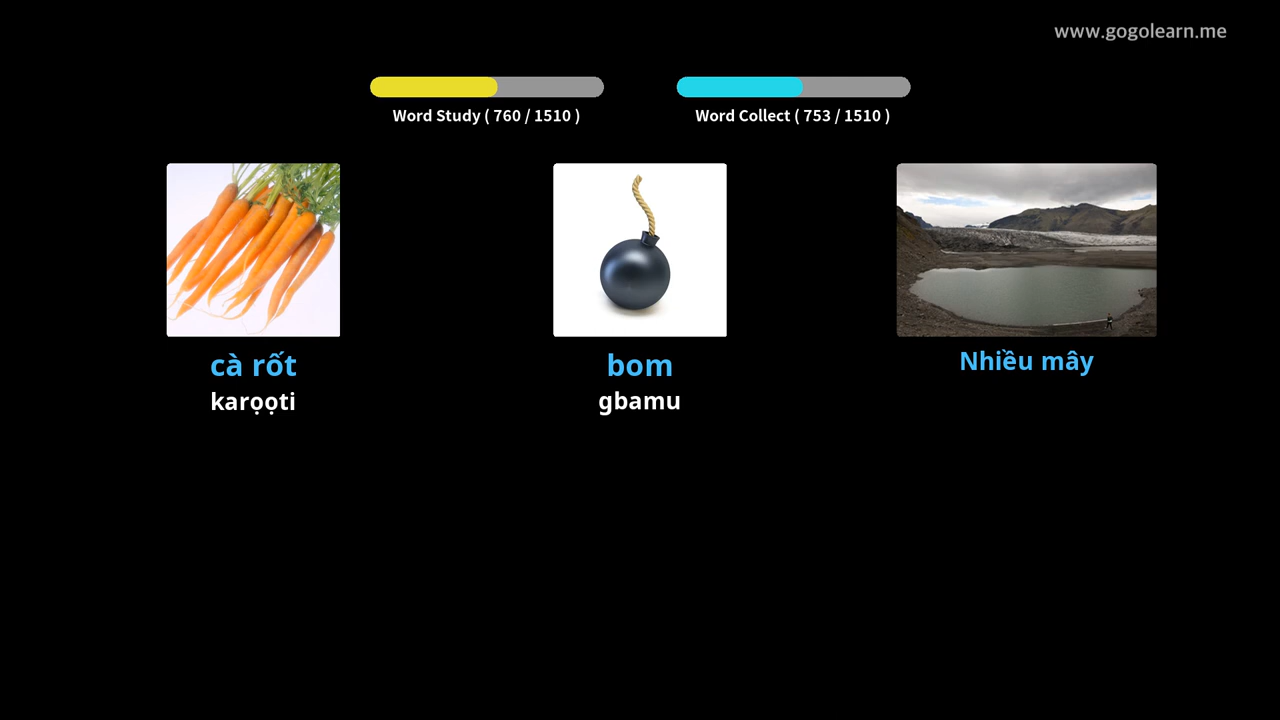 www.gogolearn.me
Word Study ( 760 / 1510 )
Word Collect ( 753 / 1510 )
cà rốt
karọọti
bom
gbamu
Nhiều mây